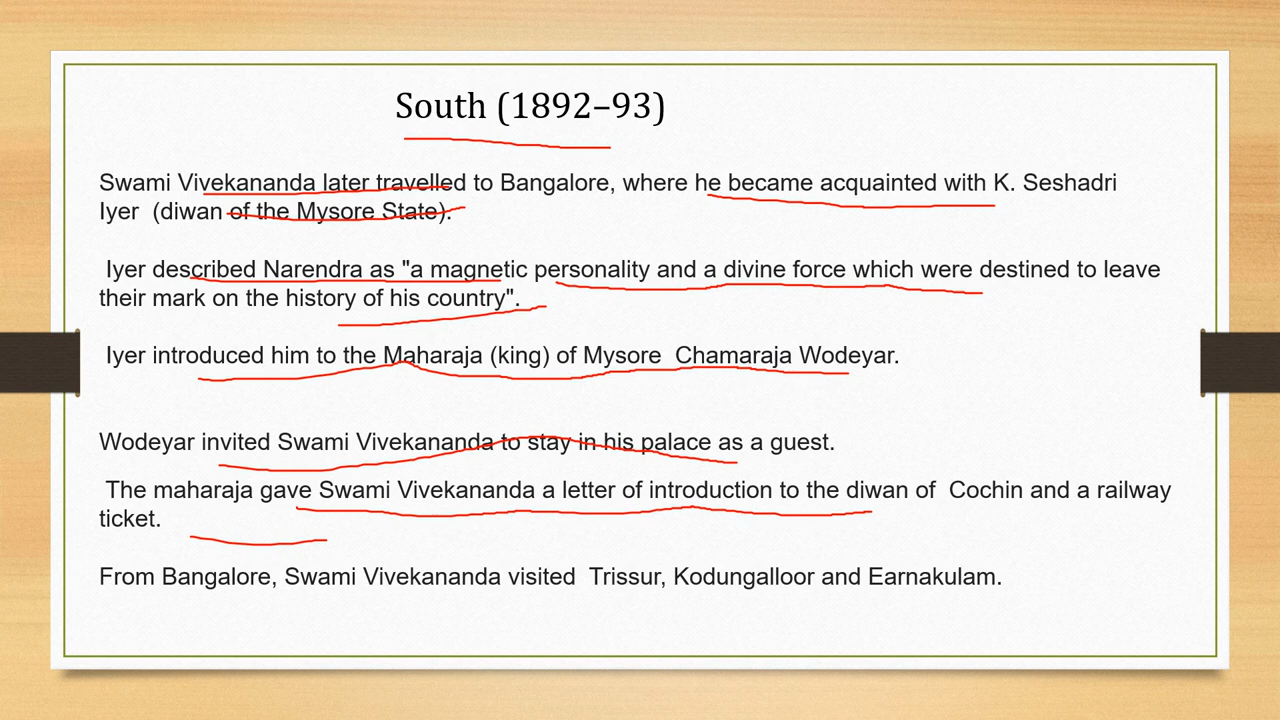 South (1892–93)
Swami Vivekananda later travelled to Bangalore, where he became acquainted with K. Seshadri
Iyer  (diwan of the Mysore State).
Iyer described Narendra as "a magnetic personality and a divine force which were destined to leave
their mark on the history of his country".
Iyer introduced him to the Maharaja (king) of Mysore  Chamaraja Wodeyar.
Wodeyar invited Swami Vivekananda to stay in his palace as a guest.
The maharaja gave Swami Vivekananda a letter of introduction to the diwan of  Cochin and a railway
ticket.
From Bangalore, Swami Vivekananda visited  Trissur, Kodungalloor and Earnakulam.